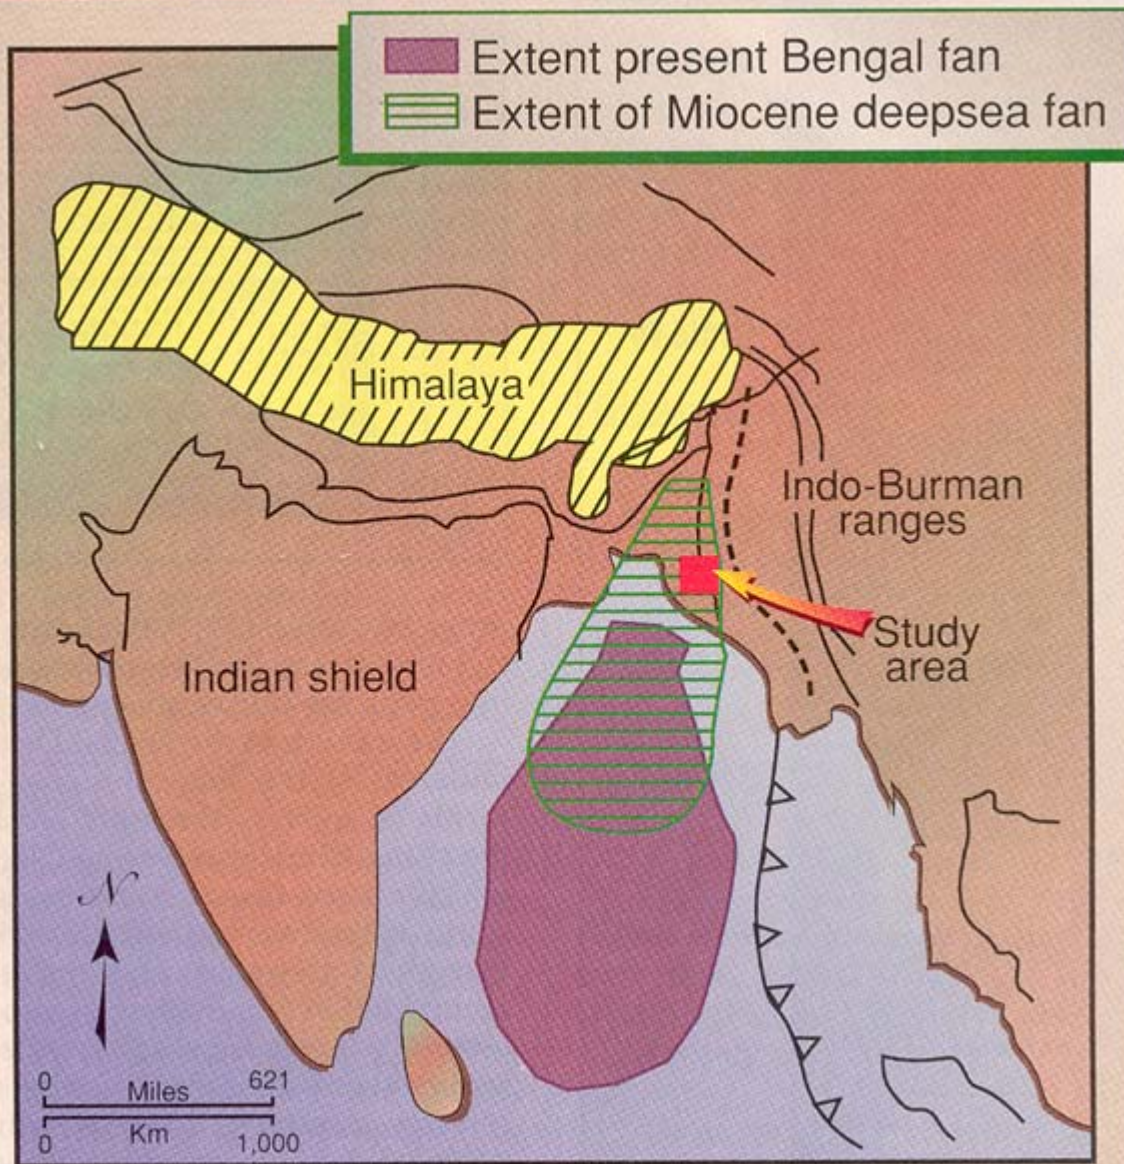 Extent present Bengal fan
Extent of Miocene deepsea fan
Himalaya
Indo-Burman
ranges
Study
area
Indian shield
N
0 Miles 621
0 Km 1,000